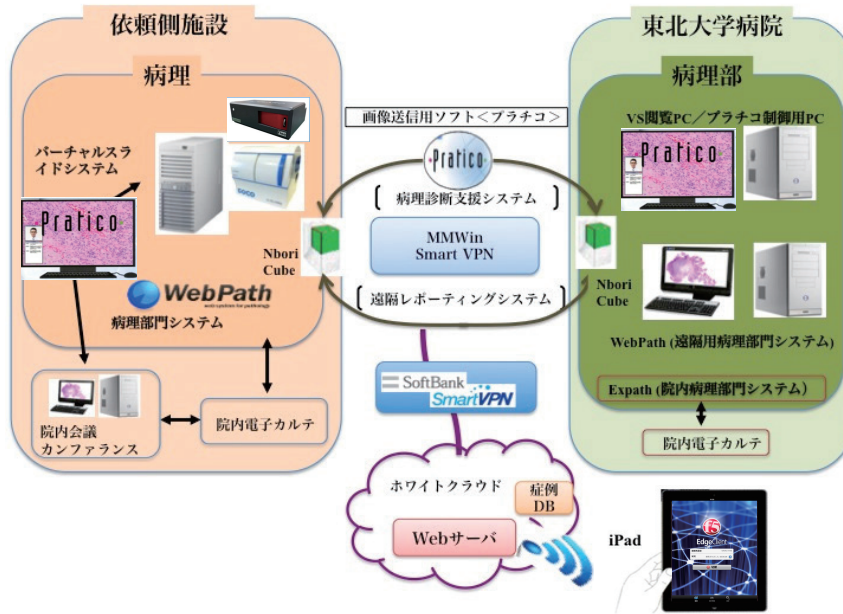 依頼側施設
病理
バーチャルスラ
イドシステム
Pratico
WebPath
web system for pathology
病理部門システム
院内会議
カンファランス
院内電子カルテ
画像送信用ソフト<プラチコ>
Pratico
病理診断支援システム
MMWin
Smart VPN
遠隔レポーティングシステム
Nbori
Cube
Nbori
Cube
SoftBank
SmartVPN
ホワイトクラウド
症例
DB
Webサーバ
東北大学病院
病理部
VS閲覧PC／プラチコ制御用PC
Pratico
WebPath (遠隔用病理部門システム)
Expath (院内病理部門システム）
院内電子カルテ
iPad
f5
EdgeClient